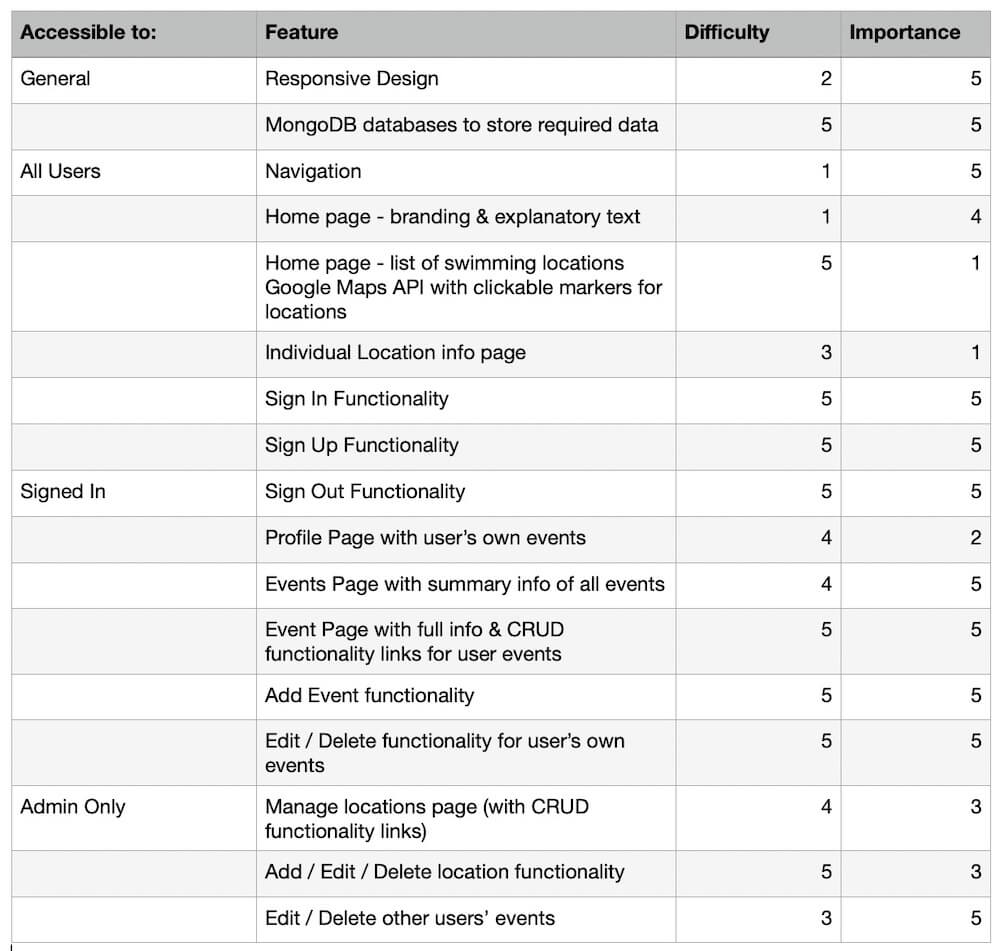 Accessible to: Feature Difficulty Importance
General Responsive Design 2 5
MongoDB databases to store required data 5 5
All Users Navigation 1 5
Home page - branding & explanatory text 1 4
Home page - list of swimming locations 5 1
Google Maps API with clickable markers for
locations
Individual Location info page 3 1
Sign In Functionality 5 5
Sign Up Functionality 5 5
Signed In Sign Out Functionality 5 5
Profile Page with user’s own events 4 2
Events Page with summary info of all events 4 5
Event Page with full info & CRUD 5 5
functionality links for user events
Add Event functionality 5 5
Edit / Delete functionality for user’s own 5 5
events
Admin Only Manage locations page (with CRUD 4 3
functionality links)
Add / Edit / Delete location functionality 5 3
Edit / Delete other users’ events 3 5